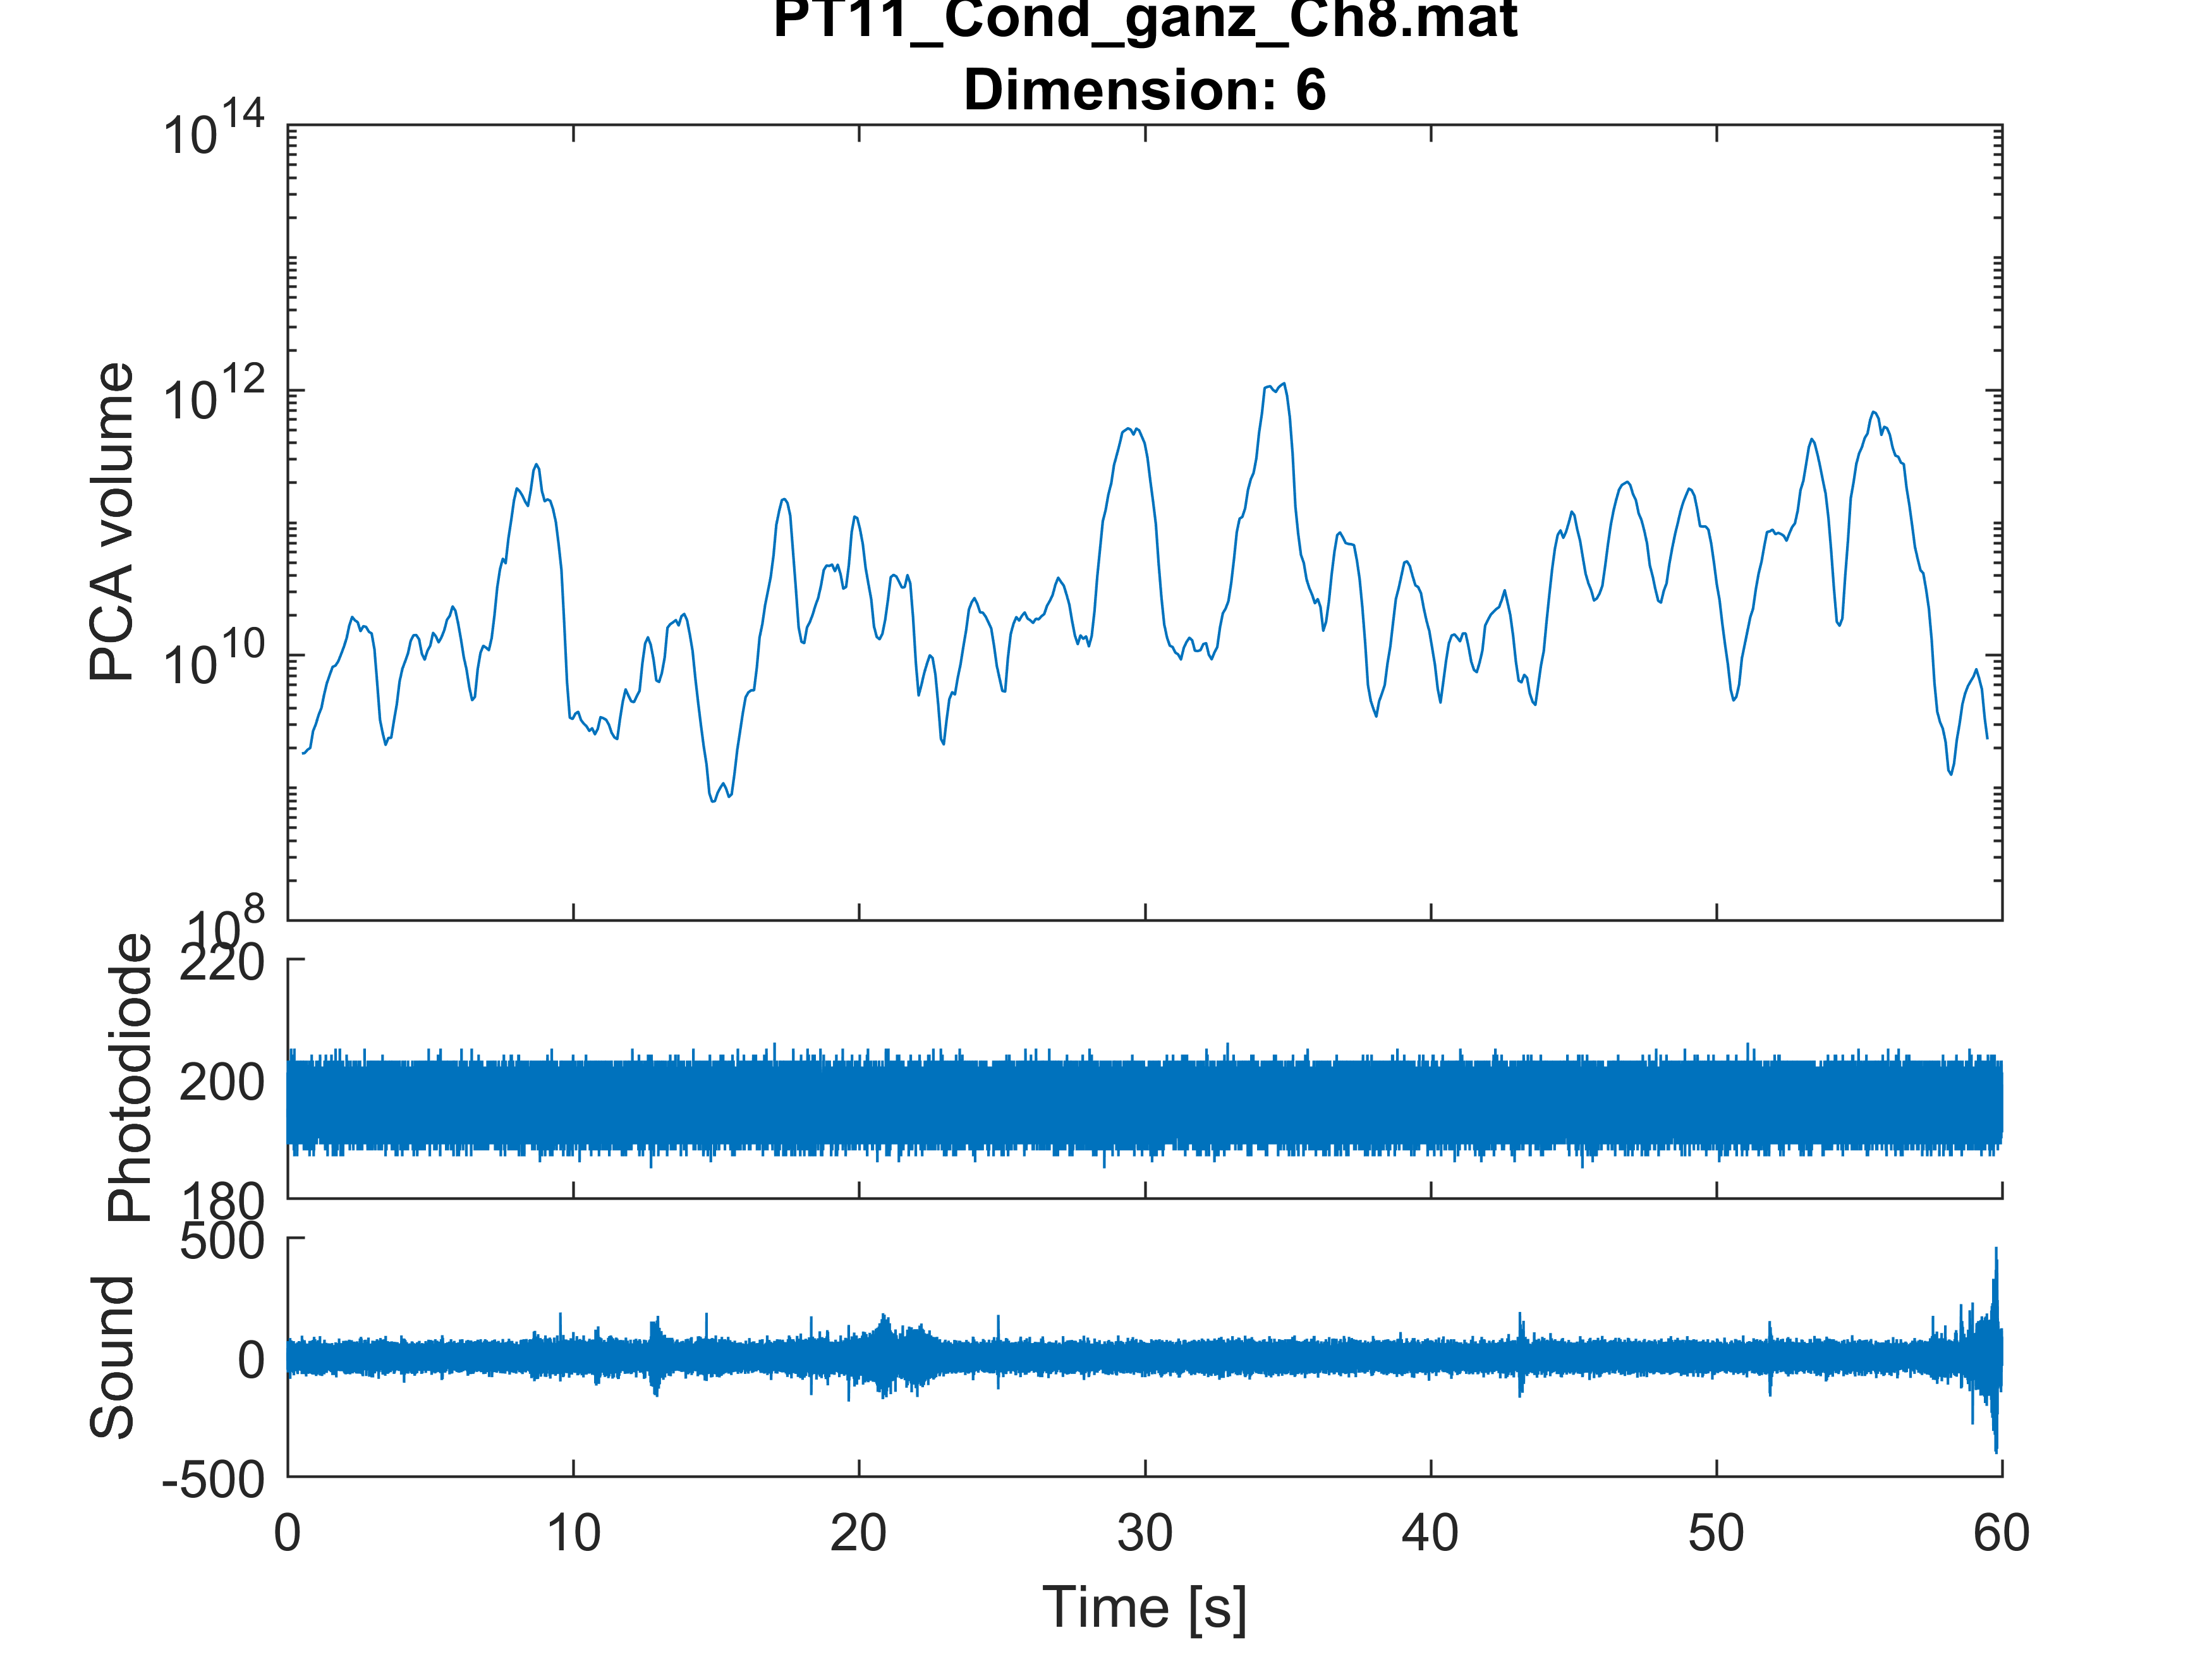 PT11_Cond_ganz_Ch8.mat
Dimension: 6
10^14
10^12
10^10
10^8
PCA volume
220
200
180
Photodiode
500
0
-500
Sound
0 10 20 30 40 50 60
Time [s]